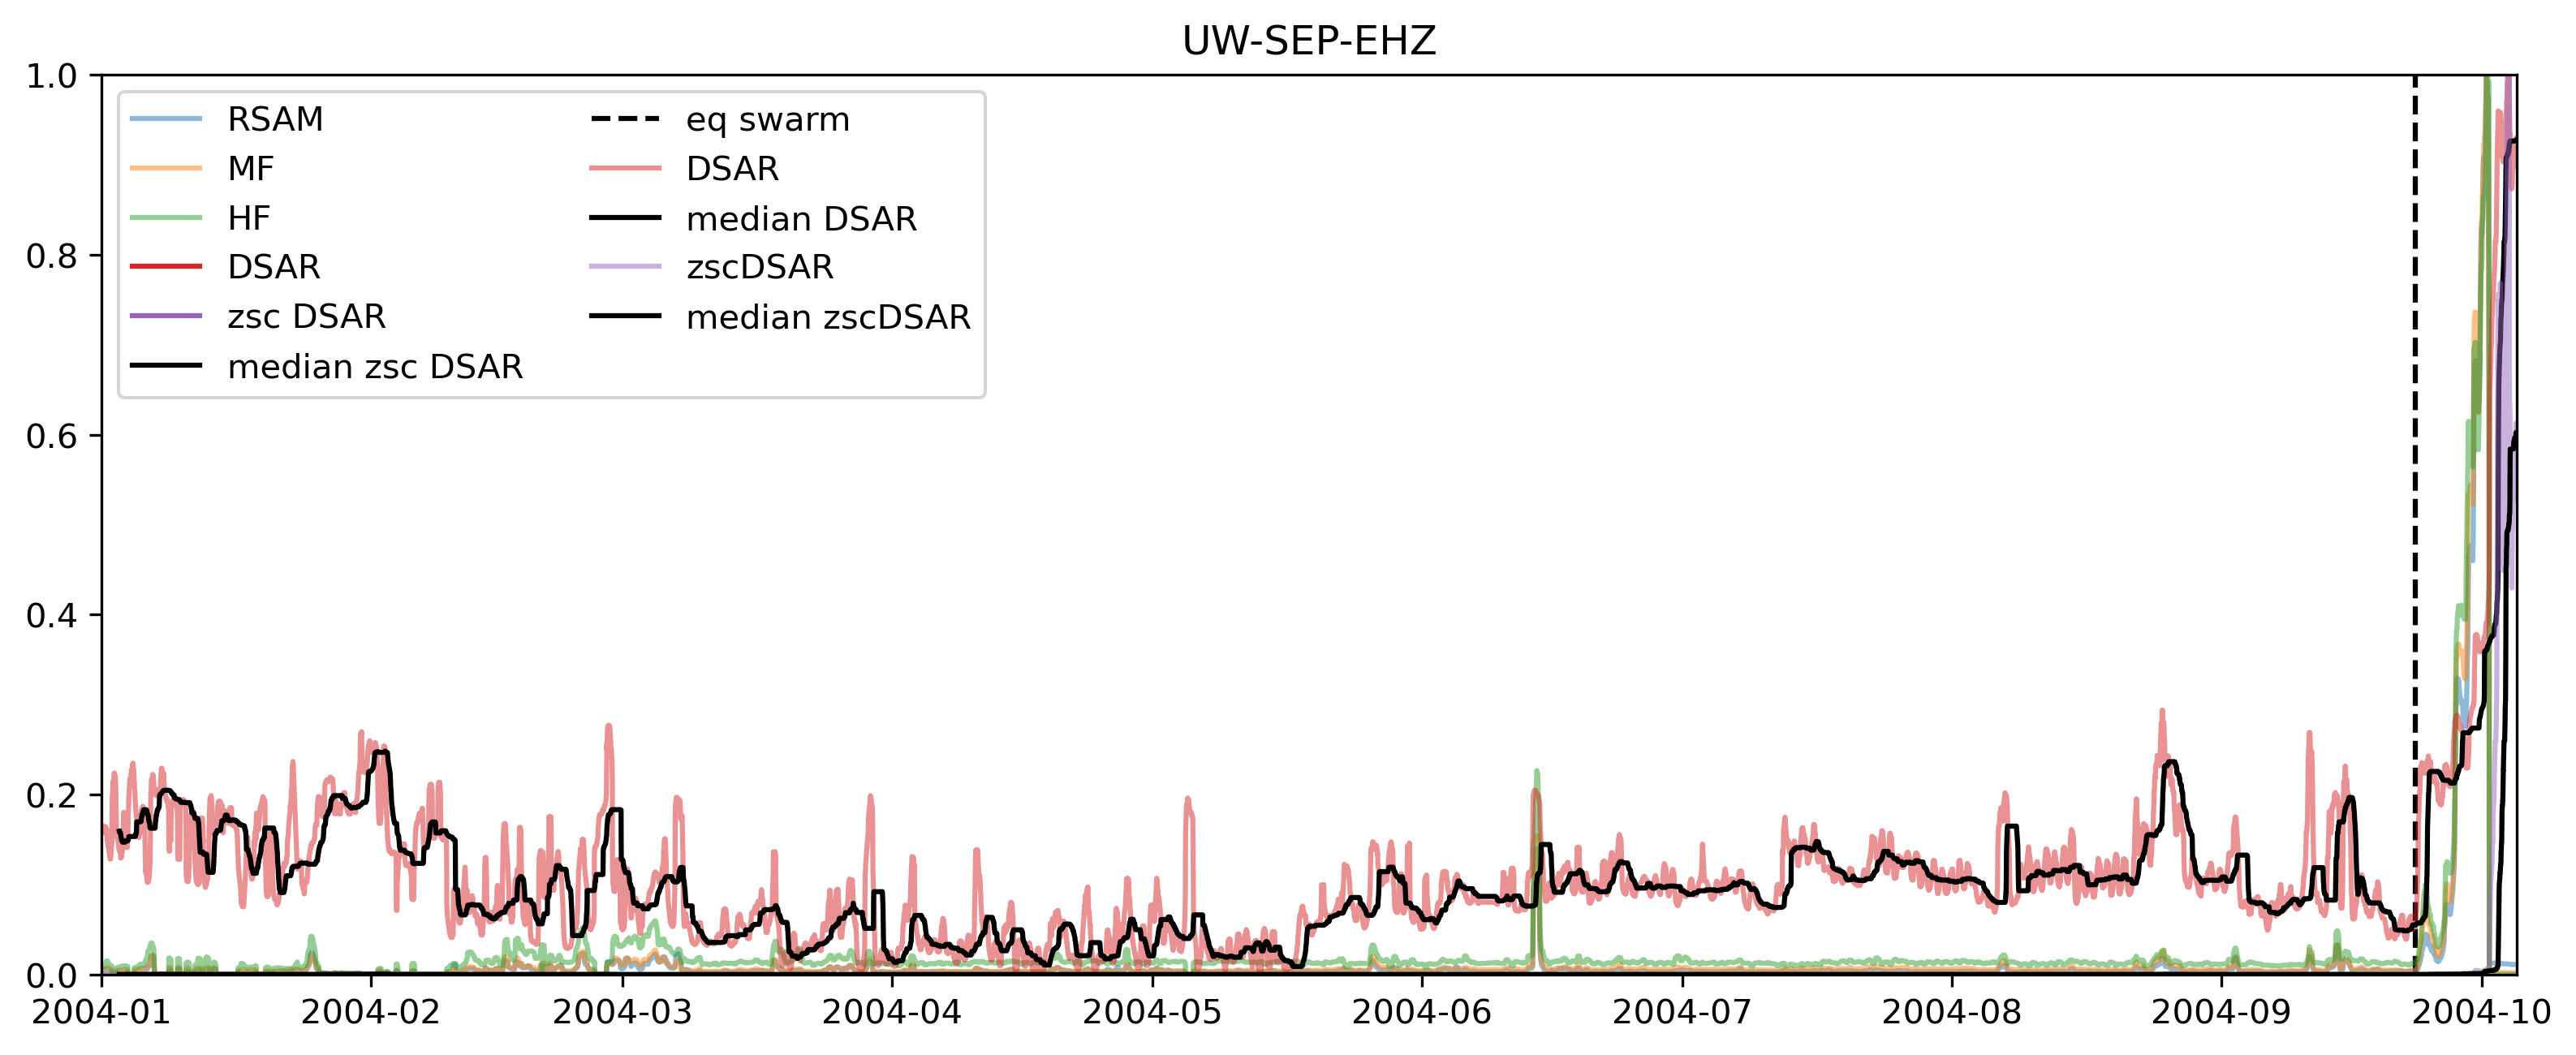 UW-SEP-EHZ
1.0
0.8
0.6
0.4
0.2
0.0
RSAM
MF
HF
DSAR
zsc DSAR
median zsc DSAR
eq swarm
DSAR
median DSAR
zscDSAR
median zscDSAR
2004-01 2004-02 2004-03 2004-04 2004-05 2004-06 2004-07 2004-08 2004-09 2004-10